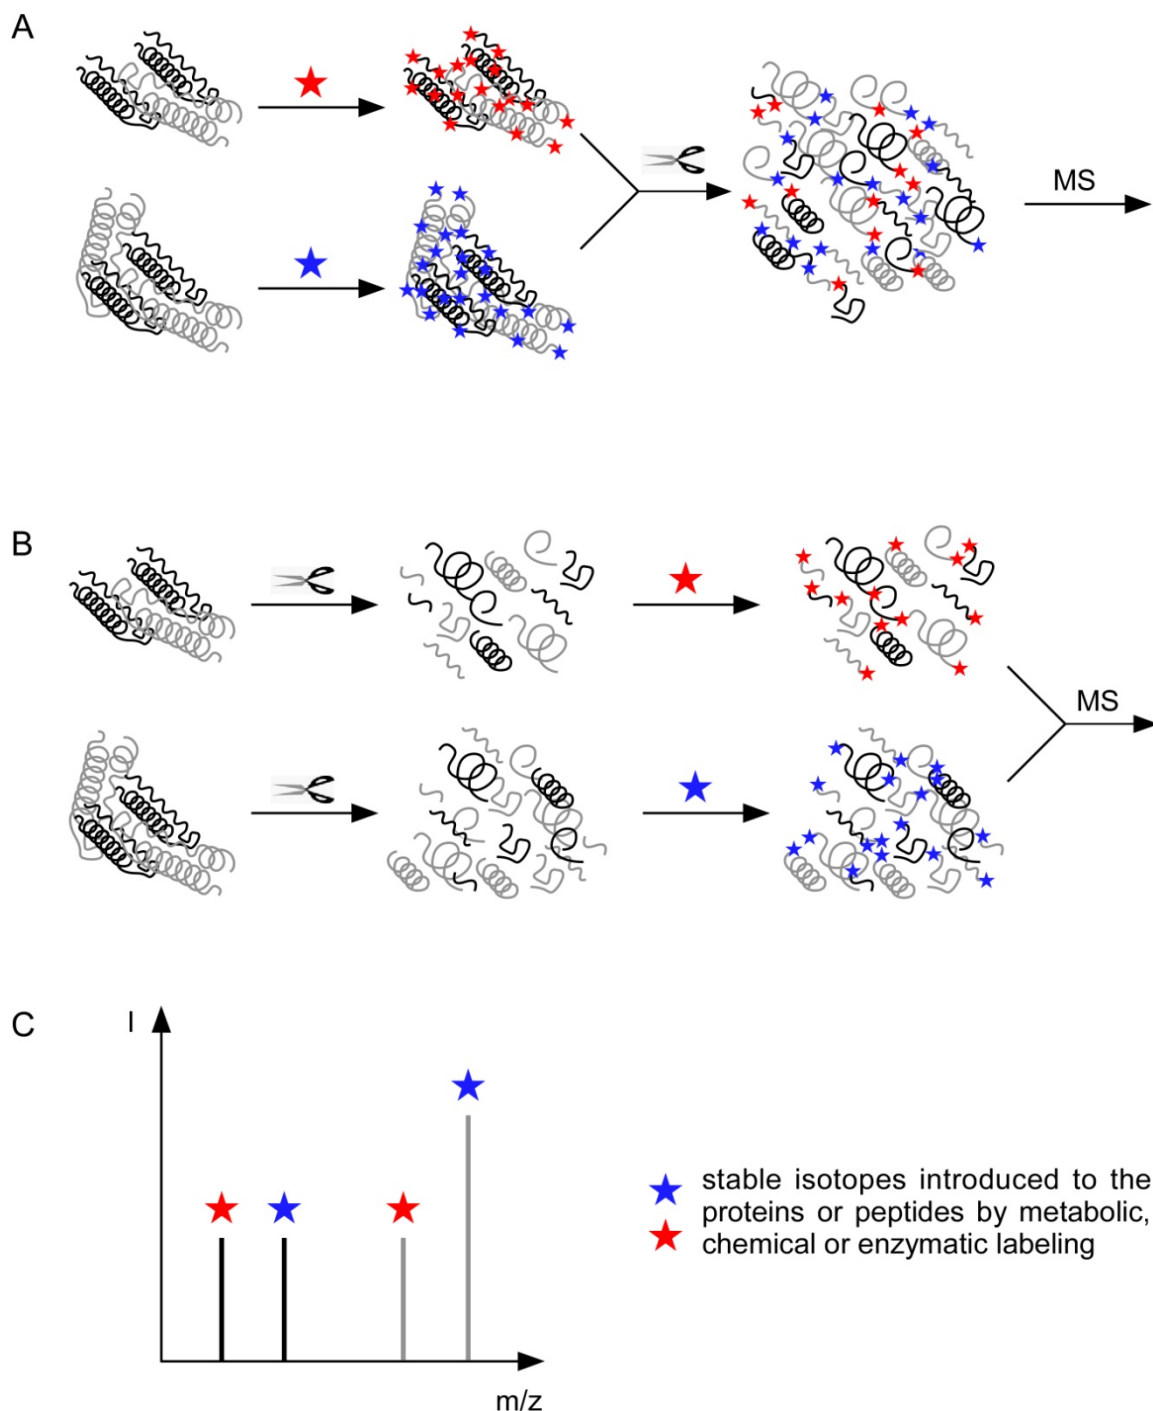 A
MS
B
MS
C
I
m/z
stable isotopes introduced to the
proteins or peptides by metabolic,
chemical or enzymatic labeling